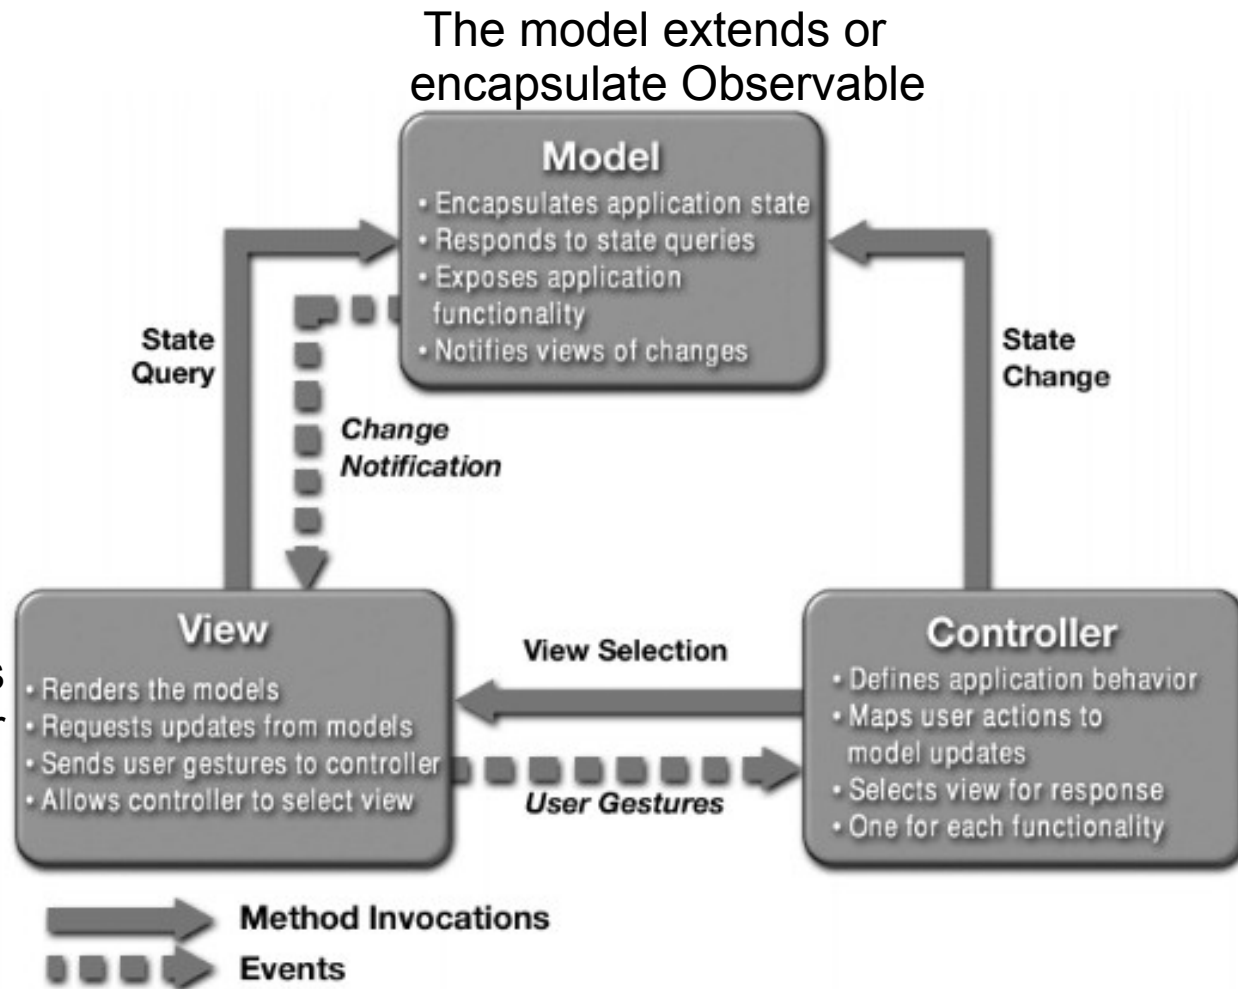 The model extends or
encapsulate Observable
Model
• Encapsulates application state
• Responds to state queries
• Exposes application
functionality
• Notifies views of changes
State
Query
State
Change
Change
Notification
View
• Renders the models
• Requests updates from models
• Sends user gestures to controller
• Allows controller to select view
View Selection
User Gestures
Controller
• Defines application behavior
• Maps user actions to
model updates
• Selects view for response
• One for each functionality
Method Invocations
Events